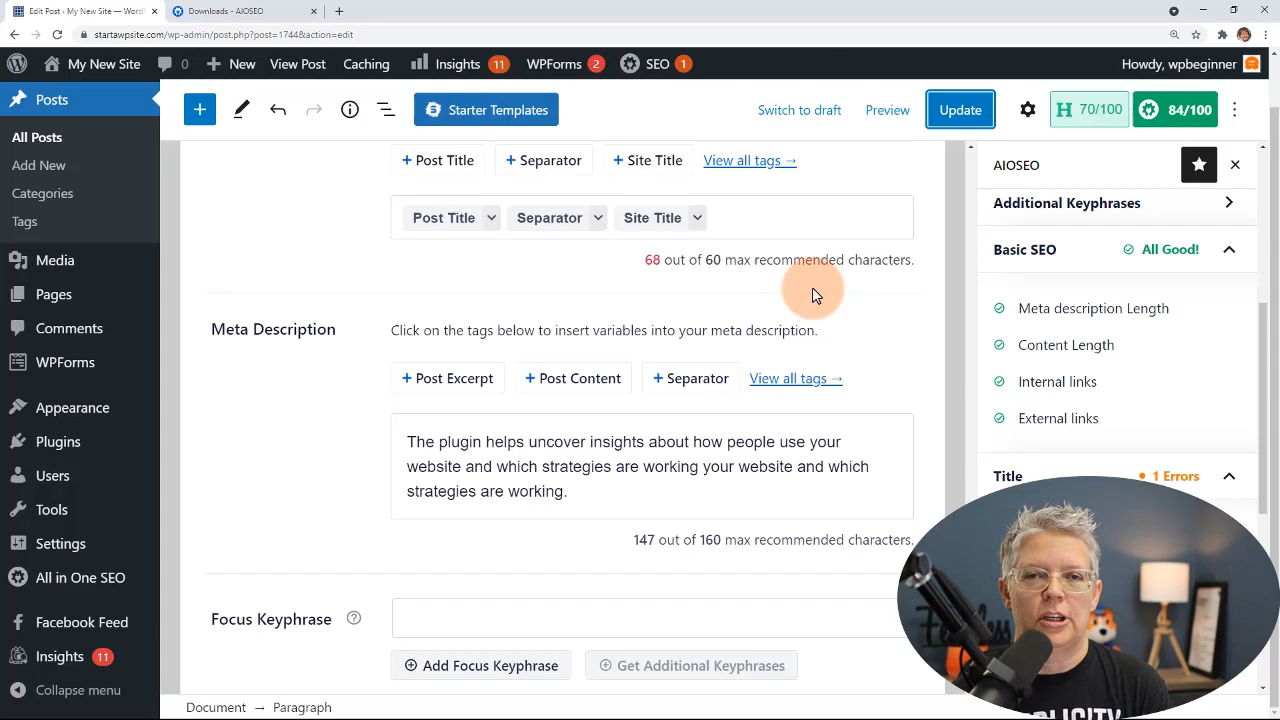 Edit Post ‹ My New Site — Word
Downloads - AIOSEO
startawpsite.com/wp-admin/post.php?post=1744&action=edit
My New Site
0
New
View Post
Caching
Insights
11
WPForms
2
SEO
1
Howdy, wpbeginner
Posts
All Posts
Add New
Categories
Tags
Media
Pages
Comments
WPForms
Appearance
Plugins
Users
Tools
Settings
All in One SEO
Facebook Feed
Insights
11
Collapse menu
Starter Templates
Switch to draft
Preview
Update
H 70/100
84/100
+ Post Title
+ Separator
+ Site Title
View all tags →
Post Title
Separator
Site Title
68 out of 60 max recommended characters.
Meta Description
Click on the tags below to insert variables into your meta description.
+ Post Excerpt
+ Post Content
+ Separator
View all tags →
The plugin helps uncover insights about how people use your
website and which strategies are working your website and which
strategies are working.
147 out of 160 max recommended characters.
Focus Keyphrase
Add Focus Keyphrase
Get Additional Keyphrases
Document → Paragraph
AIOSEO
Additional Keyphrases
Basic SEO
All Good!
Meta description Length
Content Length
Internal links
External links
Title
1 Errors